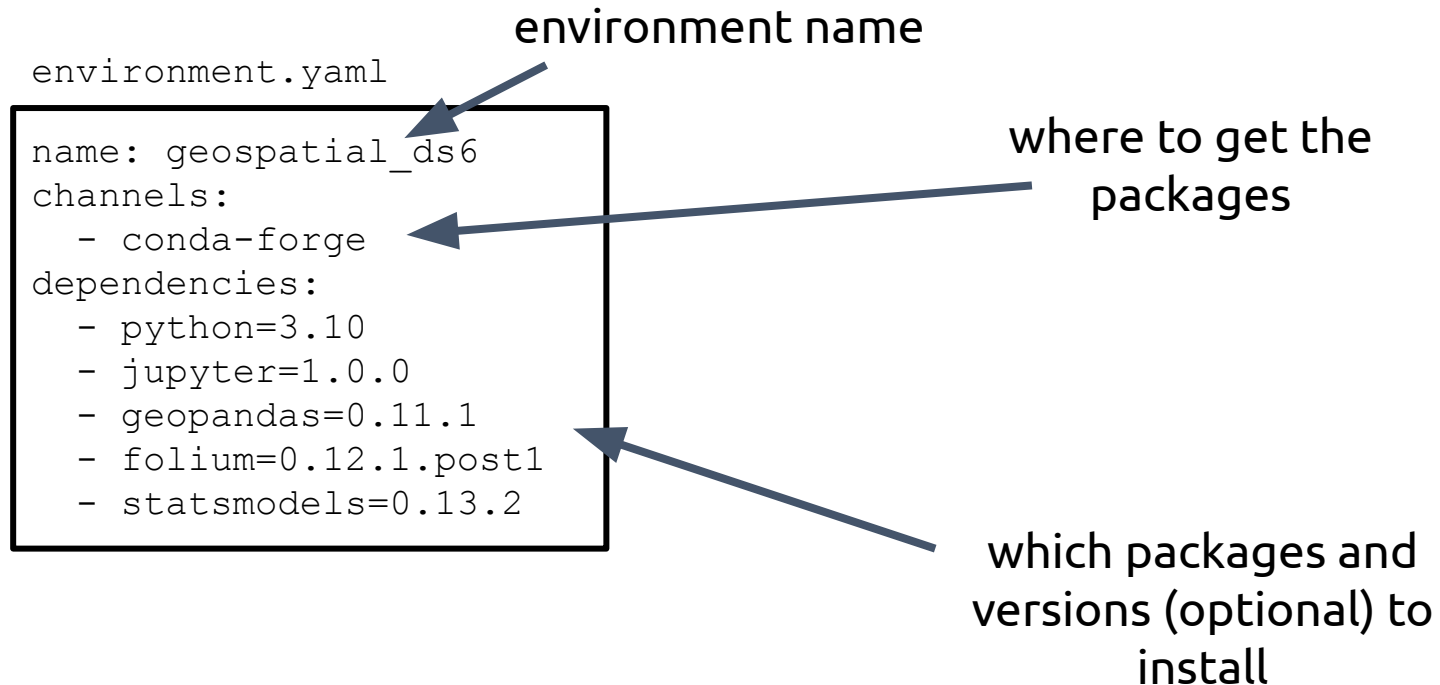 environment name
environment.yaml
name: geospatial_ds6
channels:
  - conda-forge
dependencies:
  - python=3.10
  - jupyter=1.0.0
  - geopandas=0.11.1
  - folium=0.12.1.post1
  - statsmodels=0.13.2
where to get the
packages
which packages and
versions (optional) to
install